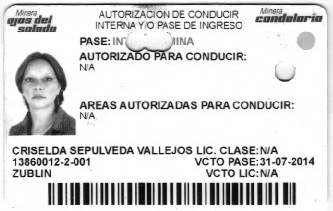 Minera
ojos del
salado
AUTORIZACION DE CONDUCIR
INTERNA Y/O PASE DE INGRESO
Minera
candelaria
PASE: INT MINA
AUTORIZADO PARA CONDUCIR:
N/A
AREAS AUTORIZADAS PARA CONDUCIR:
N/A
CRISELDA SEPULVEDA VALLEJOS LIC. CLASE:N/A
13860012-2-001 VCTO PASE:31-07-2014
ZUBLIN VCTO LIC:N/A